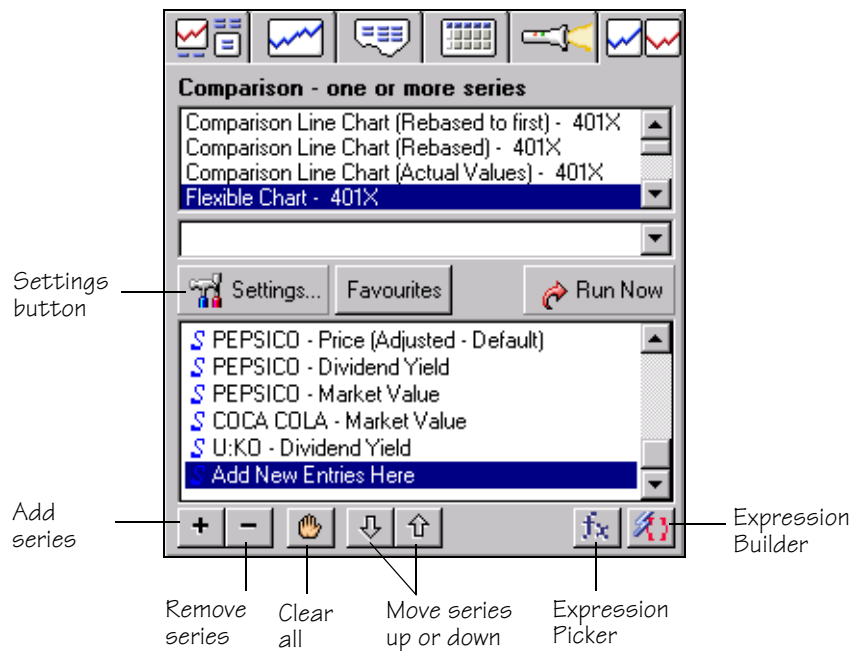 Comparison - one or more series
Comparison Line Chart (Rebased to first) - 401X
Comparison Line Chart (Rebased) - 401X
Comparison Line Chart (Actual Values) - 401X
Flexible Chart - 401X
Settings button
Settings...
Favourites
Run Now
S PEPSICO - Price (Adjusted - Default)
S PEPSICO - Dividend Yield
S PEPSICO - Market Value
S COCA COLA - Market Value
S U:KO - Dividend Yield
S Add New Entries Here
Add series
+
-
fx
{}
Expression Builder
Remove series
Clear all
Move series up or down
Expression Picker